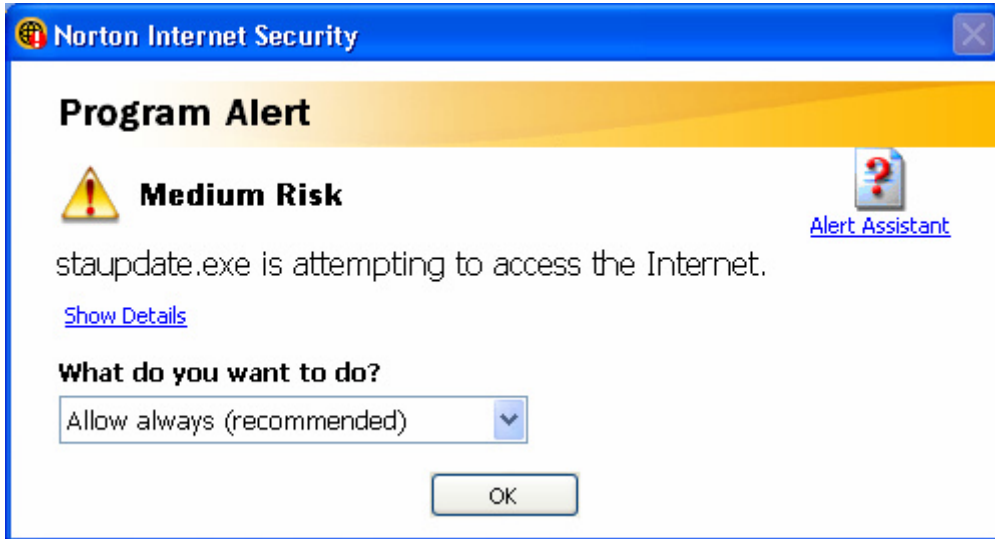 Norton Internet Security
Program Alert
Medium Risk
Alert Assistant
staupdate.exe is attempting to access the Internet.
Show Details
What do you want to do?
Allow always (recommended)
OK